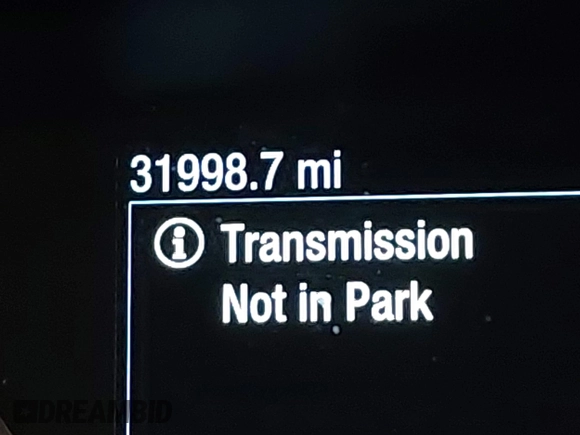 31998.7 mi
Transmission
Not in Park
DREAMBID